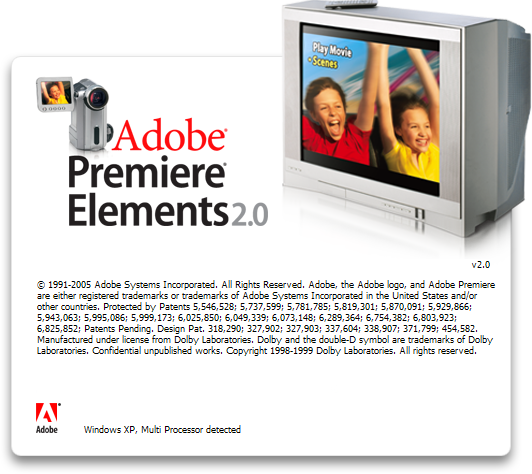 Play Movie
• Scenes
Adobe®
Premiere®
Elements 2.0
v2.0
© 1991-2005 Adobe Systems Incorporated. All Rights Reserved. Adobe, the Adobe logo, and Adobe Premiere
are either registered trademarks or trademarks of Adobe Systems Incorporated in the United States and/or
other countries. Protected by Patents 5,546,528; 5,737,599; 5,781,785; 5,819,301; 5,870,091; 5,929,866;
5,943,063; 5,995,086; 5,999,173; 6,025,850; 6,049,339; 6,073,148; 6,289,364; 6,754,382; 6,803,923;
6,825,852; Patents Pending. Design Pat. 318,290; 327,902; 327,903; 337,604; 338,907; 371,799; 454,582.
Manufactured under license from Dolby Laboratories. Dolby and the double-D symbol are trademarks of Dolby
Laboratories. Confidential unpublished works. Copyright 1998-1999 Dolby Laboratories. All rights reserved.
Adobe
Windows XP, Multi Processor detected